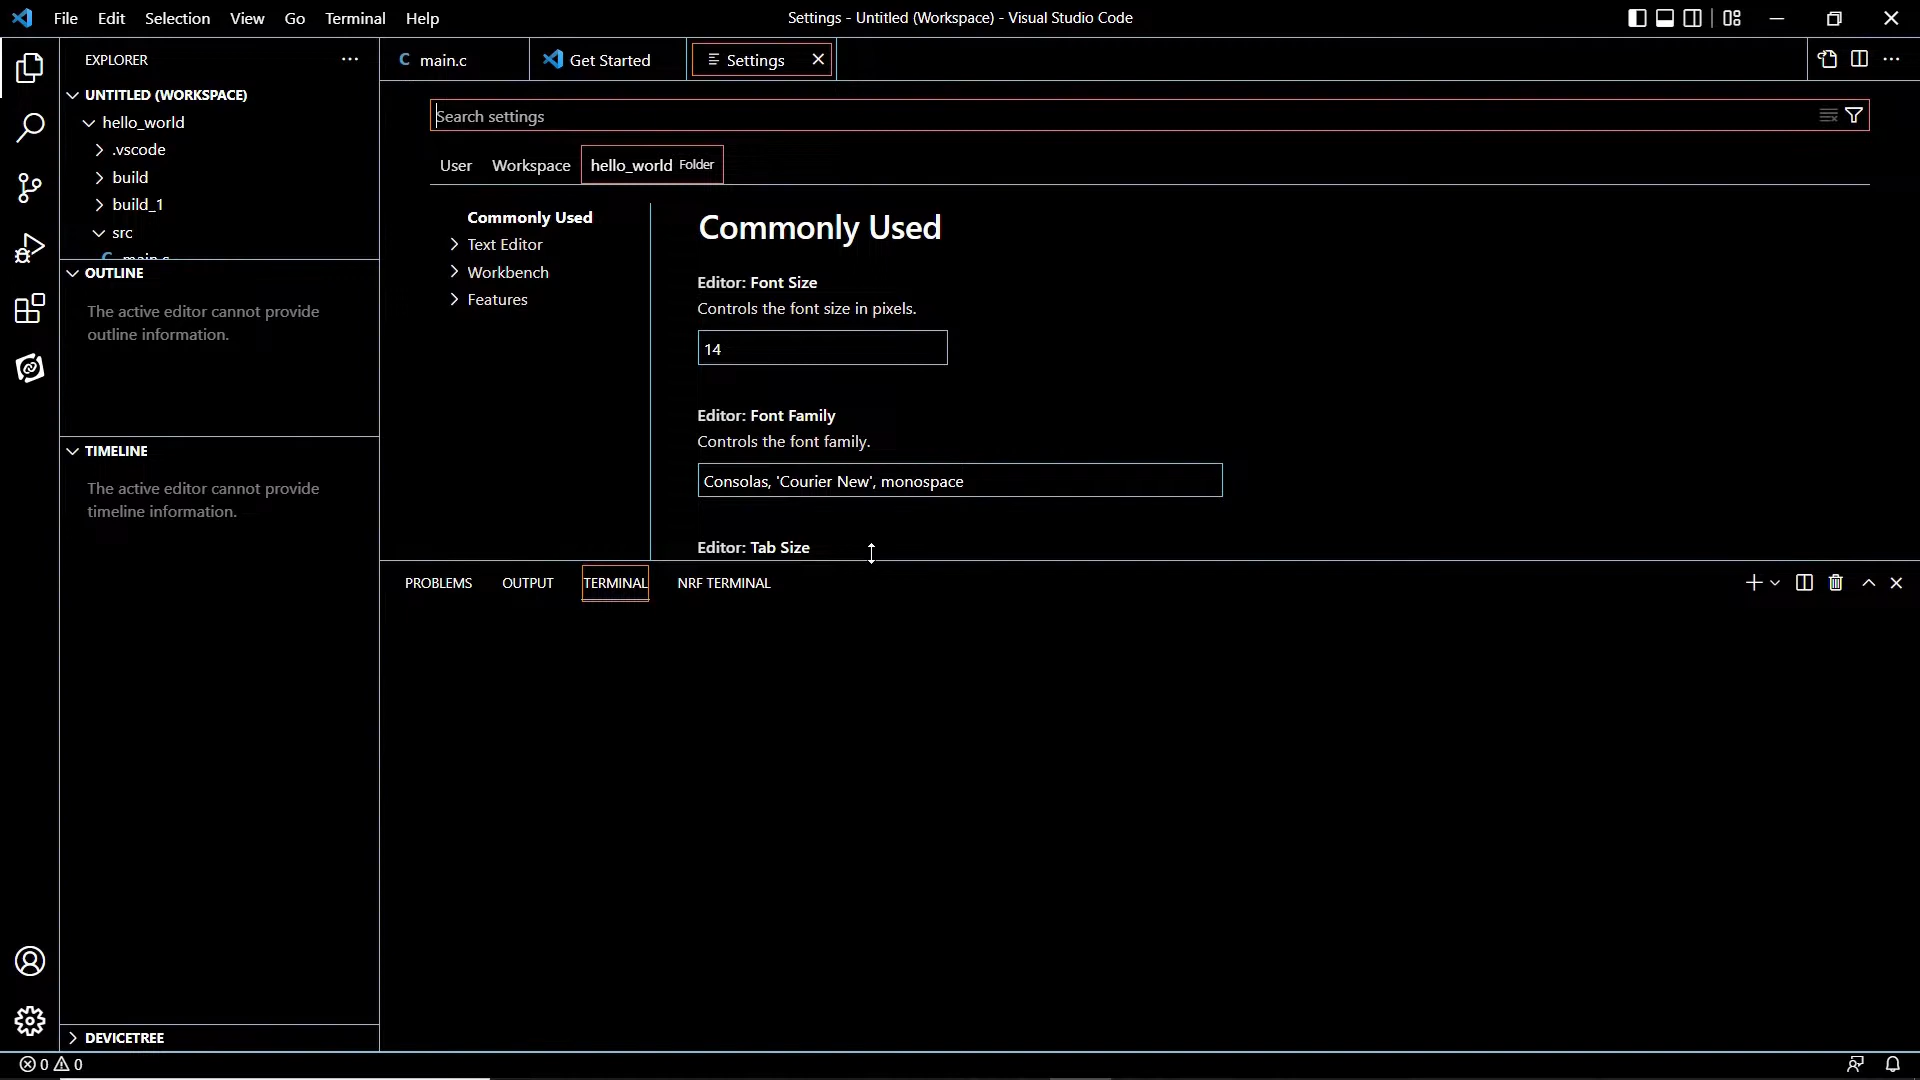 File Edit Selection View Go Terminal Help
Settings - Untitled (Workspace) - Visual Studio Code
EXPLORER
UNTITLED (WORKSPACE)
hello_world
.vscode
build
build_1
src
main.c
OUTLINE
The active editor cannot provide
outline information.
TIMELINE
The active editor cannot provide
timeline information.
DEVICETREE
C main.c
Get Started
Settings
Search settings
User Workspace hello_world Folder
Commonly Used
Text Editor
Workbench
Features
Commonly Used
Editor: Font Size
Controls the font size in pixels.
14
Editor: Font Family
Controls the font family.
Consolas, 'Courier New', monospace
Editor: Tab Size
PROBLEMS OUTPUT TERMINAL NRF TERMINAL
0 0